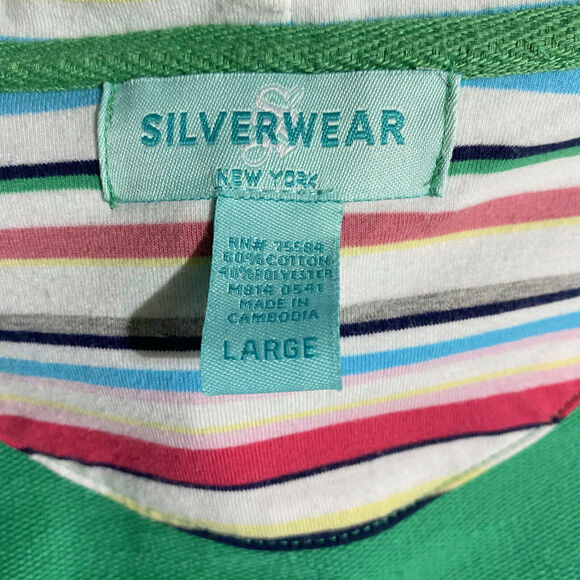 SILVERWEAR
NEW YORK
RN# 75584
60% COTTON
40% POLYESTER
M814 0541
MADE IN
CAMBODIA
LARGE